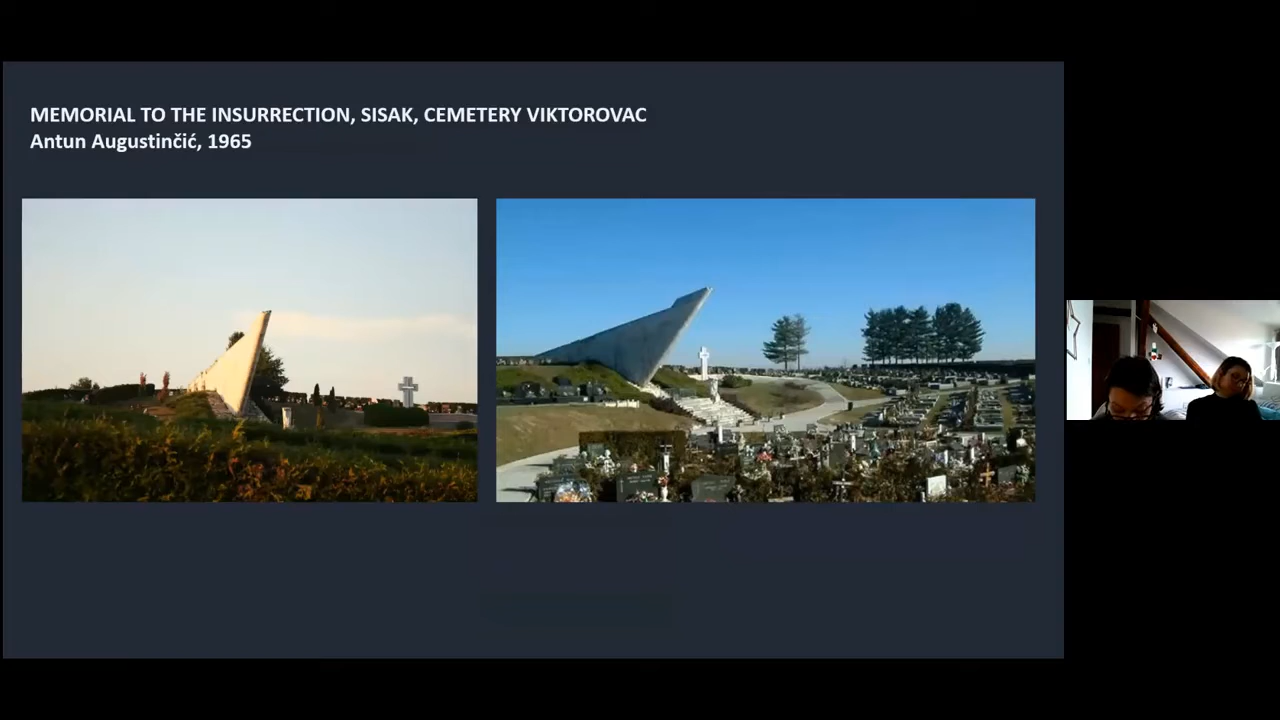 MEMORIAL TO THE INSURRECTION, SISAK, CEMETERY VIKTOROVAC
Antun Augustinčić, 1965